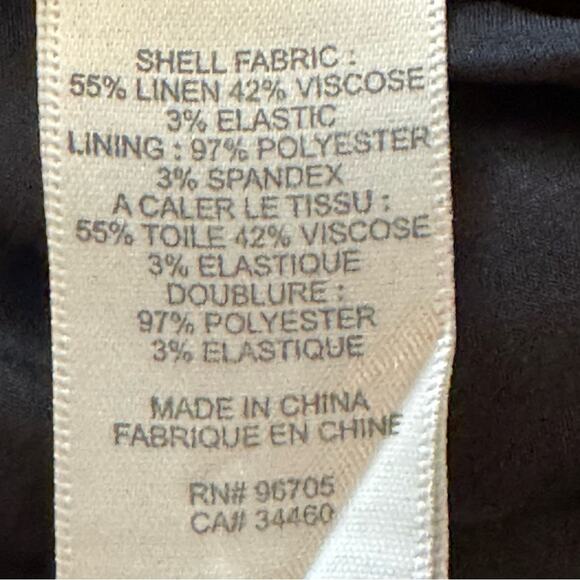 SHELL FABRIC :
55% LINEN 42% VISCOSE
3% ELASTIC
LINING : 97% POLYESTER
3% SPANDEX
A CALER LE TISSU :
55% TOILE 42% VISCOSE
3% ELASTIQUE
DOUBLURE :
97% POLYESTER
3% ELASTIQUE
MADE IN CHINA
FABRIQUE EN CHINE
RN# 96705
CA# 34460